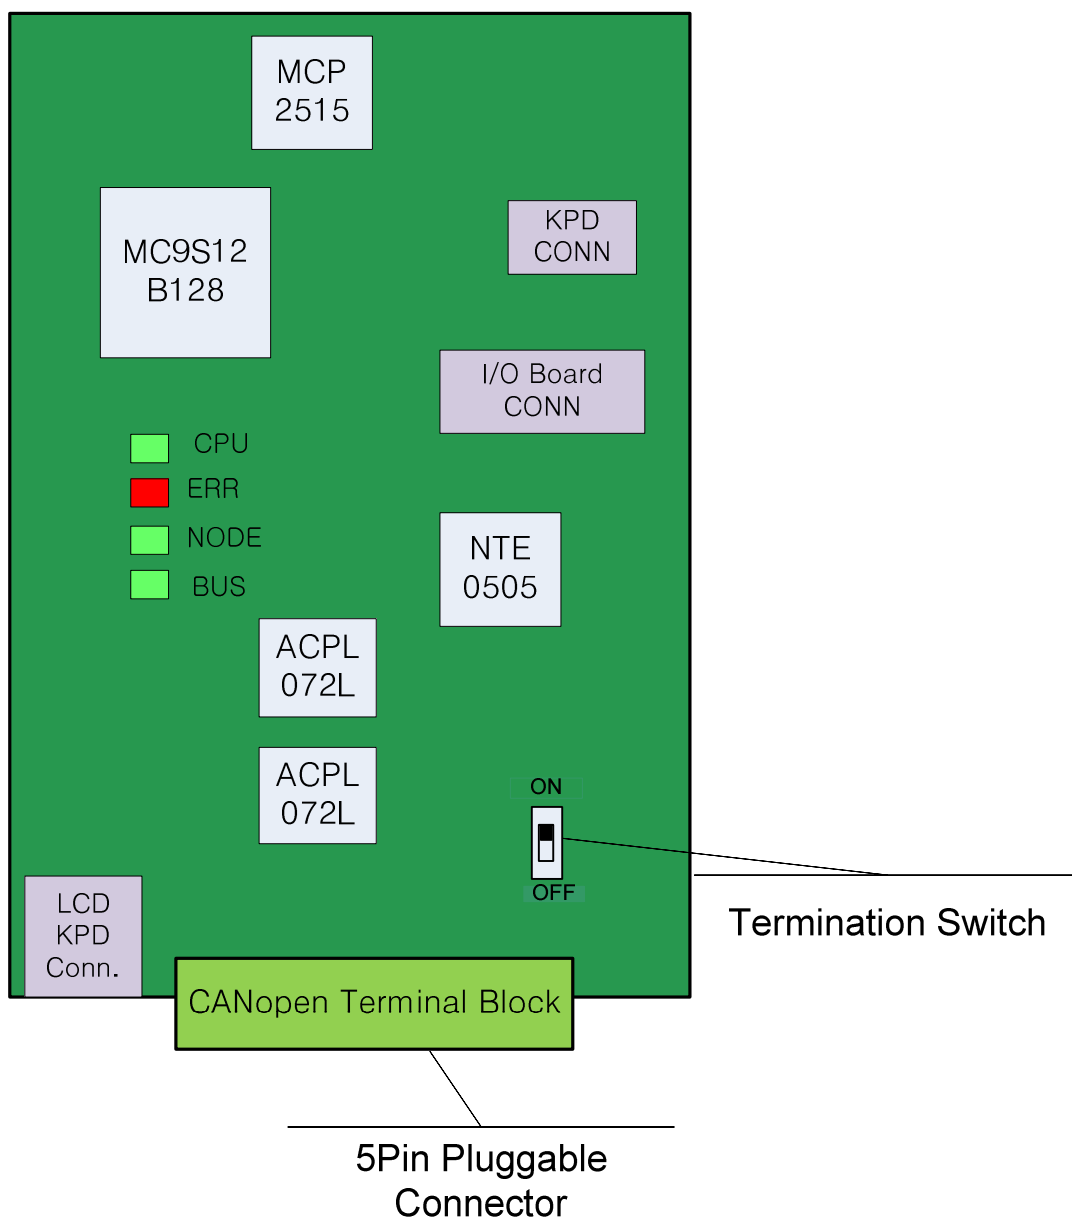 MCP
2515
MC9S12
B128
KPD
CONN
I/O Board
CONN
CPU
ERR
NODE
BUS
NTE
0505
ACPL
072L
ACPL
072L
ON
OFF
Termination Switch
LCD
KPD
Conn.
CANopen Terminal Block
5Pin Pluggable
Connector